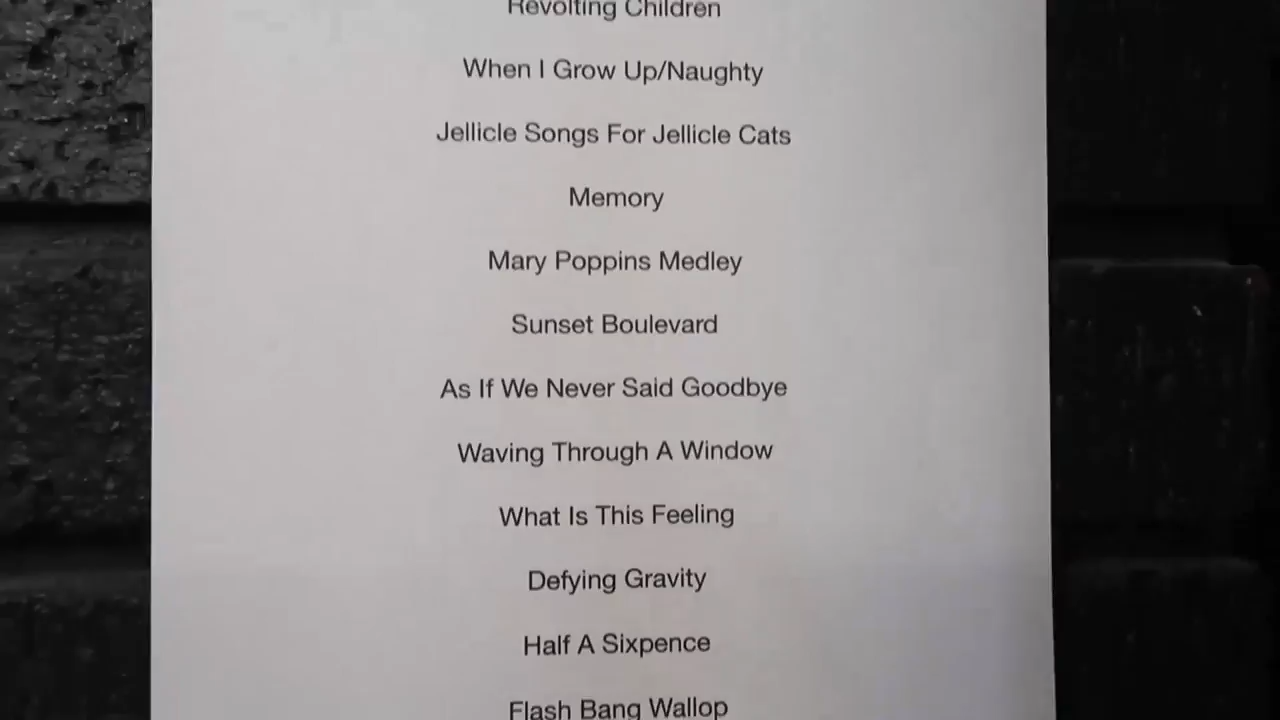 Revolting Children
When I Grow Up/Naughty
Jellicle Songs For Jellicle Cats
Memory
Mary Poppins Medley
Sunset Boulevard
As If We Never Said Goodbye
Waving Through A Window
What Is This Feeling
Defying Gravity
Half A Sixpence
Flash Bang Wallop